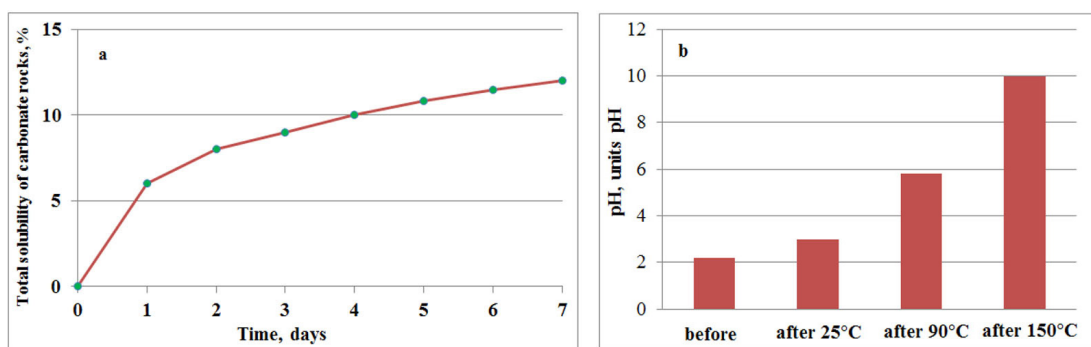 a
Total solubility of carbonate rocks, %
15
10
5
0
0 1 2 3 4 5 6 7
Time, days
b
pH, units pH
12
10
8
6
4
2
0
before after 25°C after 90°C after 150°C